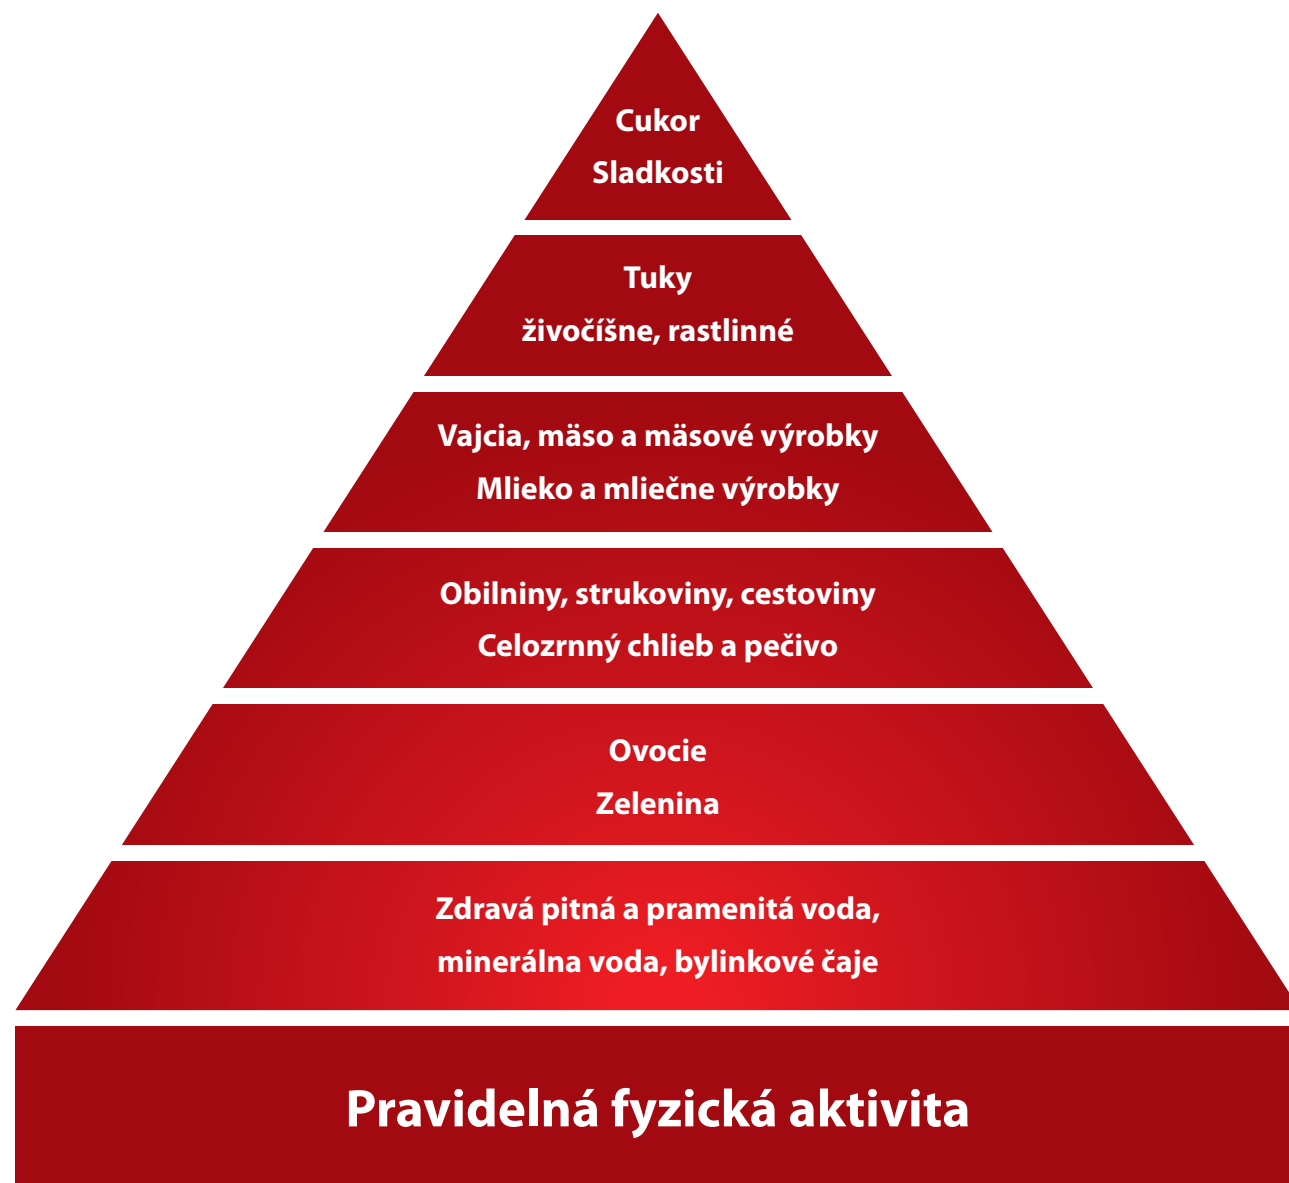 Cukor
Sladkosti
Tuky
živočíšne, rastlinné
Vajcia, mäso a mäsové výrobky
Mlieko a mliečne výrobky
Obilniny, strukoviny, cestoviny
Celozrnný chlieb a pečivo
Ovocie
Zelenina
Zdravá pitná a pramenitá voda,
minerálna voda, bylinkové čaje
Pravidelná fyzická aktivita